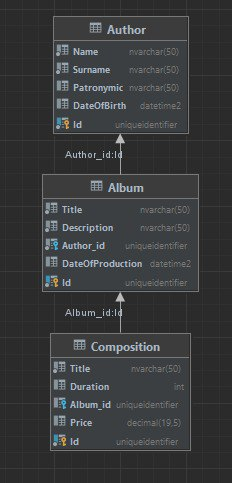 Author
Name nvarchar(50)
Surname nvarchar(50)
Patronymic nvarchar(50)
DateOfBirth datetime2
Id uniqueidentifier
Author_id:Id
Album
Title nvarchar(50)
Description nvarchar(50)
Author_id uniqueidentifier
DateOfProduction datetime2
Id uniqueidentifier
Album_id:Id
Composition
Title nvarchar(50)
Duration int
Album_id uniqueidentifier
Price decimal(19,5)
Id uniqueidentifier